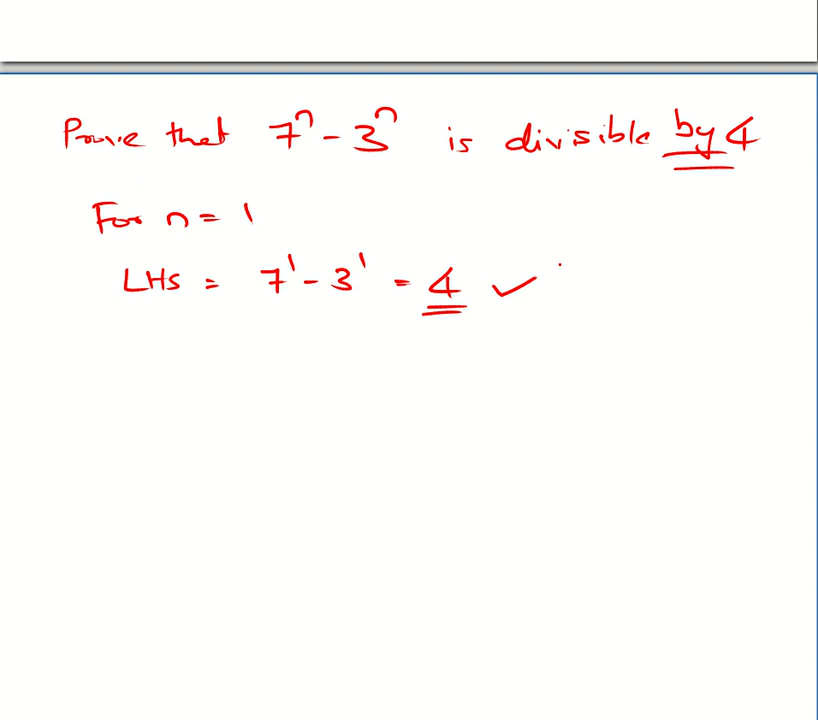 Prove that 7ⁿ - 3ⁿ is divisible by 4
For n = 1
LHS = 7¹ - 3¹ = 4 ✓